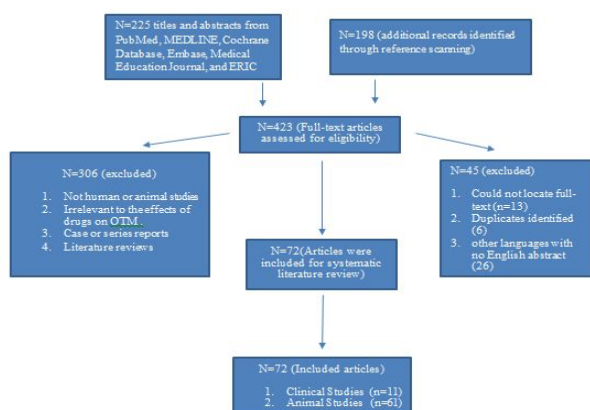 N=225 titles and abstracts from
PubMed, MEDLINE, Cochrane
Database, Embase, Medical
Education Journal, and ERIC
N=198 (additional records identified
through reference scanning)
N=423 (Full-text articles
assessed for eligibility)
N=306 (excluded)
1. Not human or animal studies
2. Irrelevant to the effects of
drugs on OTM
3. Case or series reports
4. Literature reviews
N=45 (excluded)
1. Could not locate full-
text (n=13)
2. Duplicates identified
(6)
3. other languages with
no English abstract
(26)
N=72(Articles were
included for systematic
literature review)
N=72 (Included articles)
1. Clinical Studies (n=11)
2. Animal Studies (n=61)